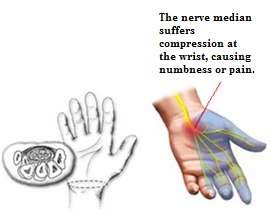 The nerve median
suffers
compression at
the wrist, causing
numbness or pain.